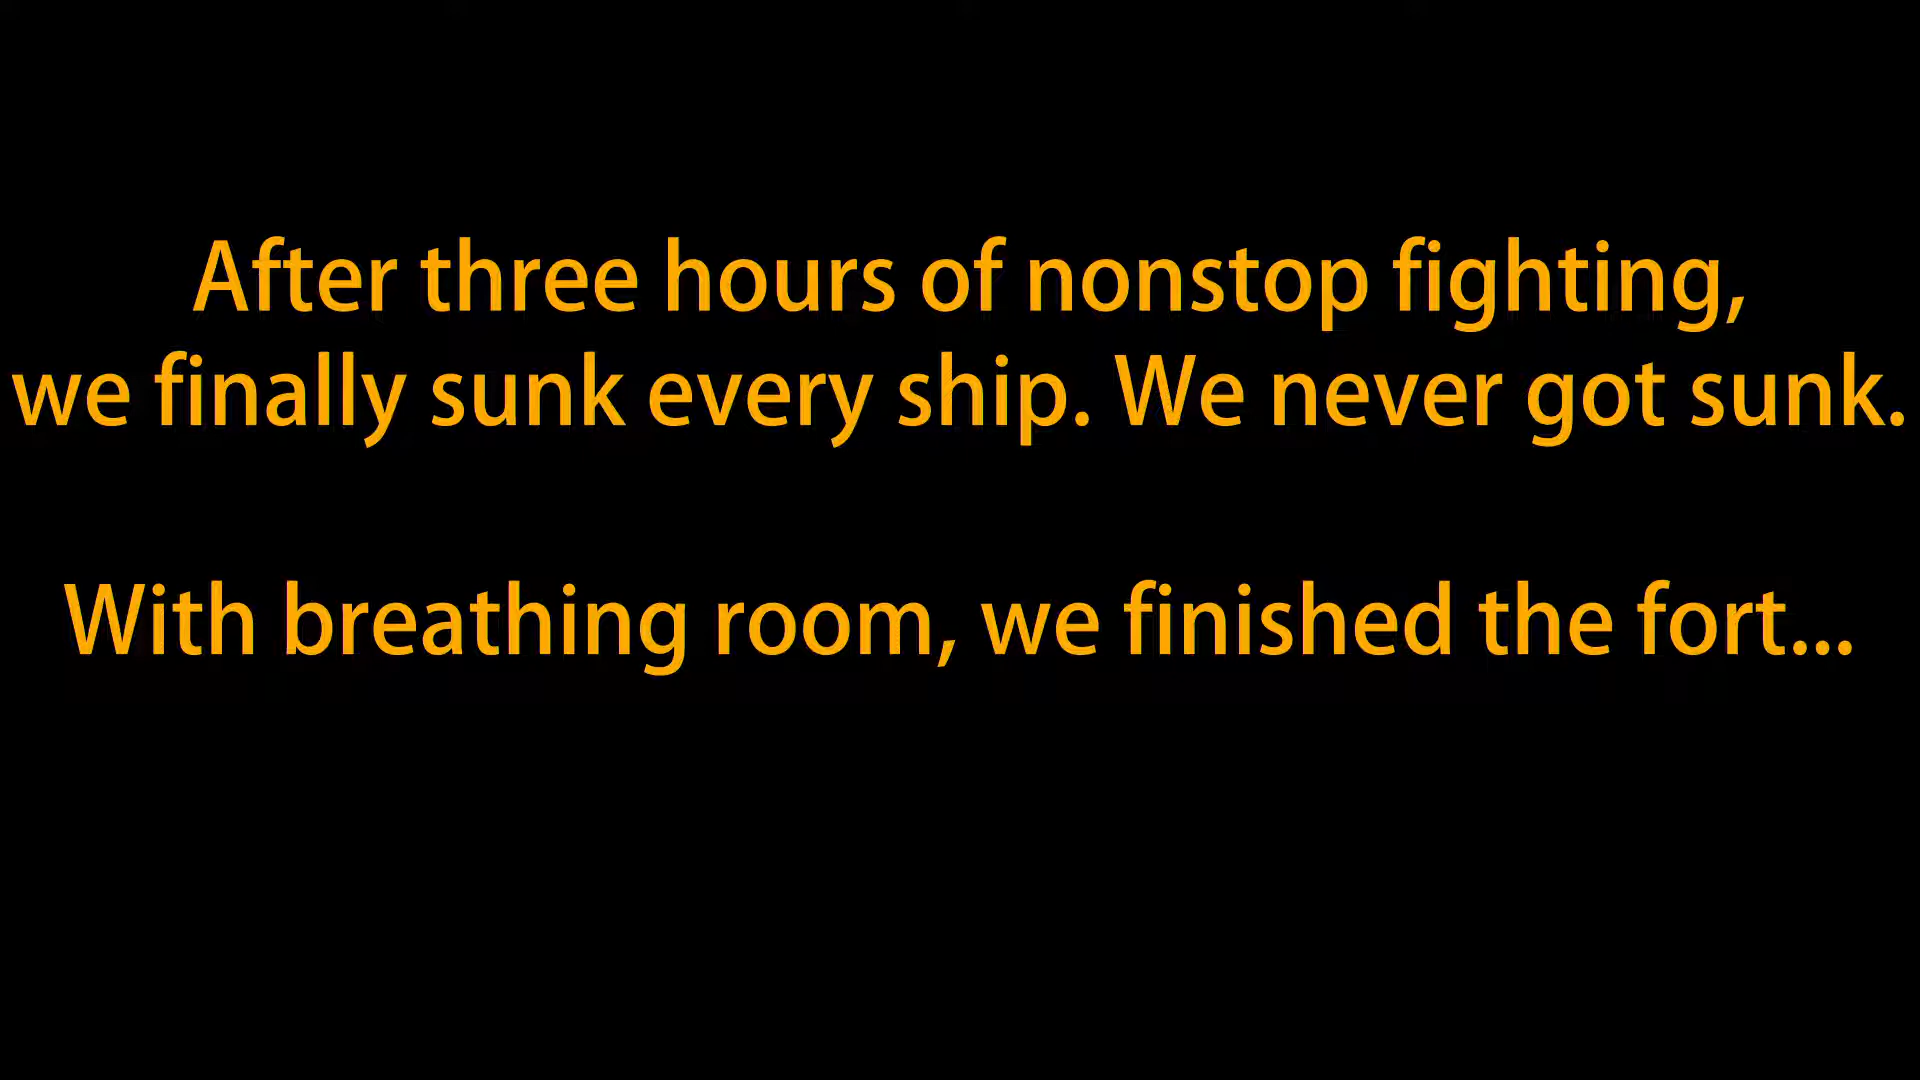 After three hours of nonstop fighting,
we finally sunk every ship. We never got sunk.
With breathing room, we finished the fort...